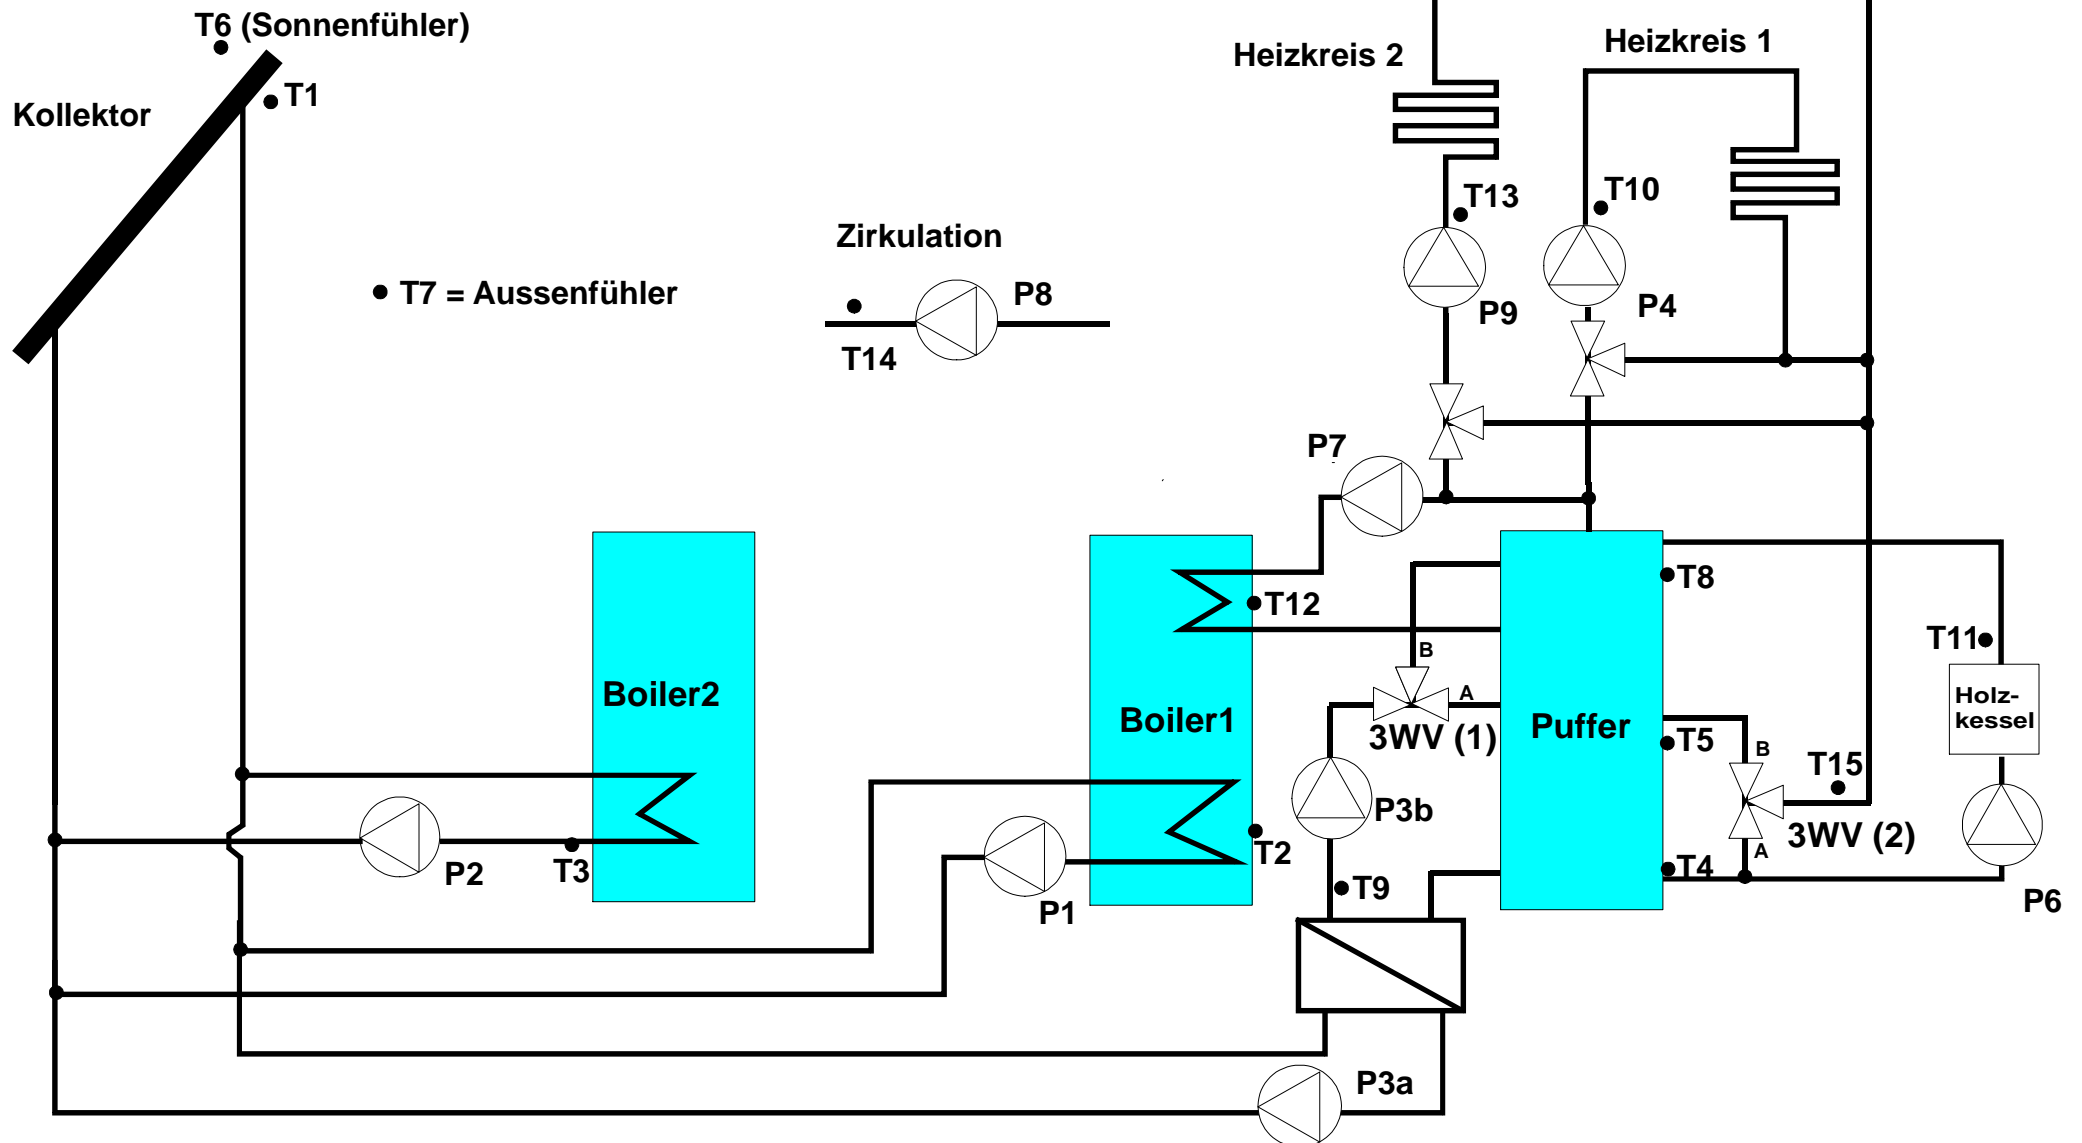 T6 (Sonnenfühler)
T1
Kollektor
Heizkreis 2
Heizkreis 1
T13
T10
Zirkulation
T7 = Aussenfühler
P8
P9
P4
T14
P7
T8
T12
T11
B
A
Boiler2
Boiler1
3WV (1)
Puffer
Holz-
kessel
T5
B
T15
P3b
3WV (2)
A
P2
T3
T2
T4
T9
P1
P6
P3a